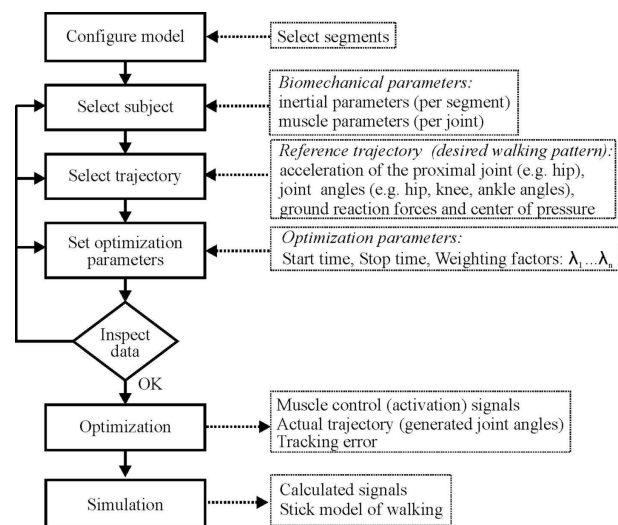 Configure model
Select segments
Select subject
Biomechanical parameters:
inertial parameters (per segment)
muscle parameters (per joint)
Select trajectory
Reference trajectory (desired walking pattern):
acceleration of the proximal joint (e.g. hip),
joint angles (e.g. hip, knee, ankle angles),
ground reaction forces and center of pressure
Set optimization
parameters
Optimization parameters:
Start time, Stop time, Weighting factors: λ₁...λₙ
Inspect
data
OK
Optimization
Muscle control (activation) signals
Actual trajectory (generated joint angles)
Tracking error
Simulation
Calculated signals
Stick model of walking